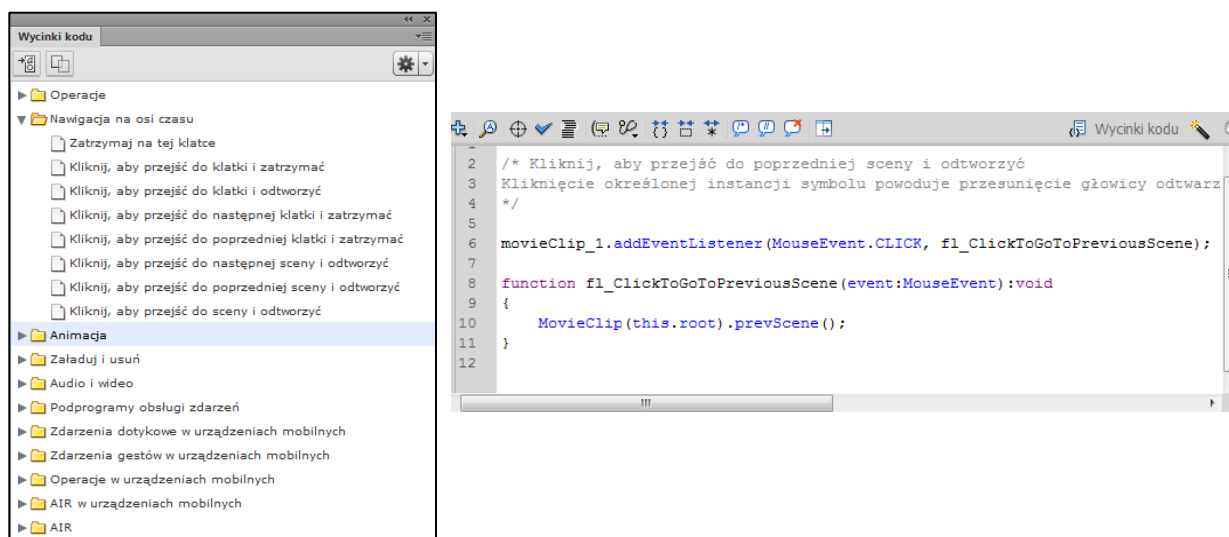 Wycinki kodu
Operacje
Nawigacja na osi czasu
Zatrzymaj na tej klatce
Kliknij, aby przejść do klatki i zatrzymać
Kliknij, aby przejść do klatki i odtworzyć
Kliknij, aby przejść do następnej klatki i zatrzymać
Kliknij, aby przejść do poprzedniej klatki i zatrzymać
Kliknij, aby przejść do następnej sceny i odtworzyć
Kliknij, aby przejść do poprzedniej sceny i odtworzyć
Kliknij, aby przejść do sceny i odtworzyć
Animacja
Załaduj i usuń
Audio i wideo
Podprogramy obsługi zdarzeń
Zdarzenia dotykowe w urządzeniach mobilnych
Zdarzenia gestów w urządzeniach mobilnych
Operacje w urządzeniach mobilnych
AIR w urządzeniach mobilnych
AIR
Wycinki kodu
2 /* Kliknij, aby przejść do poprzedniej sceny i odtworzyć
3 Kliknięcie określonej instancji symbolu powoduje przesunięcie głowicy odtwarz
4 */
5
6 movieClip_1.addEventListener(MouseEvent.CLICK, fl_ClickToGoToPreviousScene);
7
8 function fl_ClickToGoToPreviousScene(event:MouseEvent):void
9 {
10 MovieClip(this.root).prevScene();
11 }
12